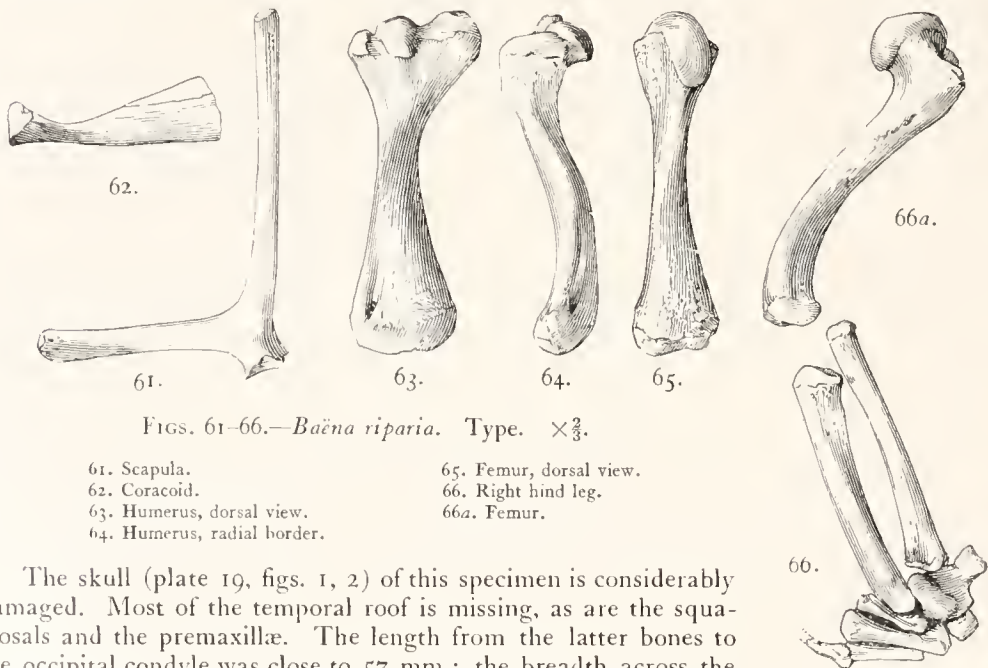 62.
66a.
61.
63.
64.
65.
FIGS. 61–66.—Baëna riparia. Type. ×⅔.
61. Scapula.
62. Coracoid.
63. Humerus, dorsal view.
64. Humerus, radial border.
65. Femur, dorsal view.
66. Right hind leg.
66a. Femur.
66.
The skull (plate 19, figs. 1, 2) of this specimen is considerably
amaged. Most of the temporal roof is missing, as are the squa-
osals and the premaxillæ. The length from the latter bones to
occipital condyle was close to 57 mm.; the breadth across the